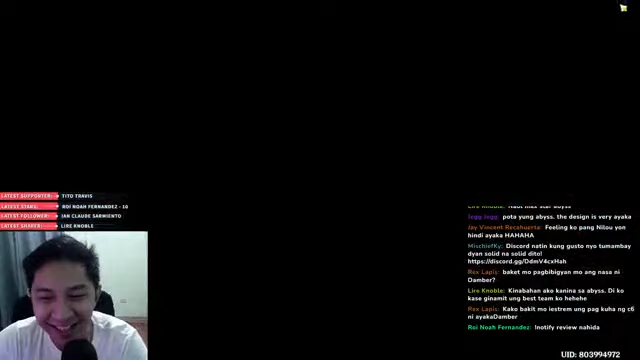 LATEST SUPPORTER: TITO TRAVIS
LATEST STARS: ROI NOAH FERNANDEZ - 10
LATEST FOLLOWER: IAN CLAUDE SARMIENTO
LATEST SHARER: LIRE KNOBLE
Jegg Jegg: pota yung abyss, the design is very ayaka
Jay Vincent Recxhuerta: Feeling ko pang Nilou yon
hindi ayaka HAHAHA
MischiefKy: Discord natin kung gusto nyo tumambay
dyan solid na solid dito!
https://discord.gg/DdmV4cxHah
Rex Lapis: baket mo pagbibigyan mo ang nasa ni
Damber?
Lire Knoble: Kinabahan ako kanina sa abyss. Di ko
kase ginamit ung best team ko hehehe
Rex Lapis: Kako bakit mo iestrem ung pag kuha ng c6
ni ayakaDamber
Roi Noah Fernandez: !notify review nahida
UID: 803994972